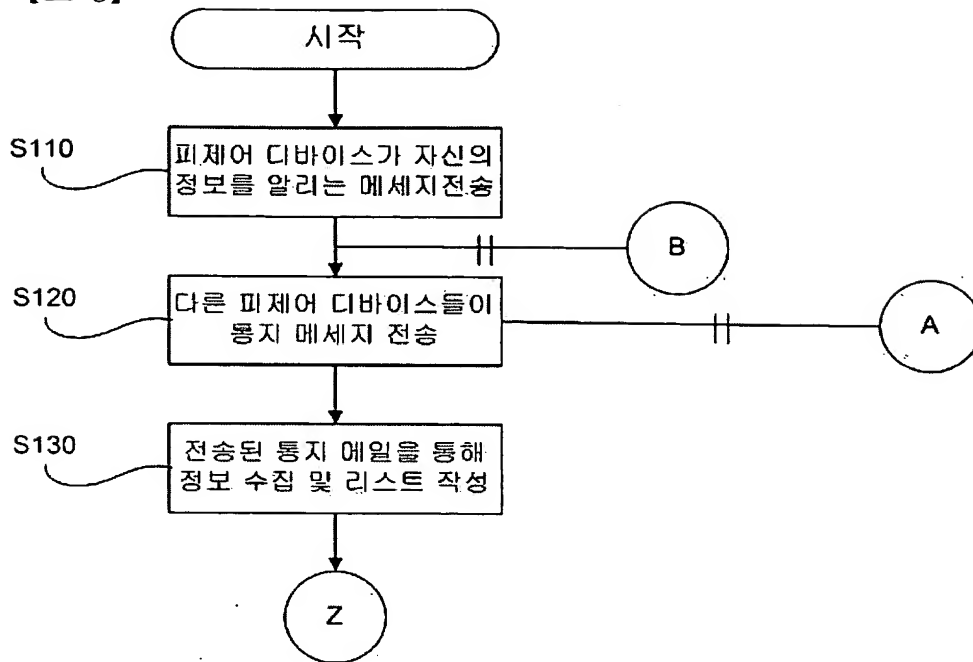 시작
S110
피제어 디바이스가 자신의
정보를 알리는 메세지전송
B
S120
다른 피제어 디바이스들이
통지 메세지 전송
A
S130
전송된 통지 메일을 통해
정보 수집 및 리스트 작성
Z